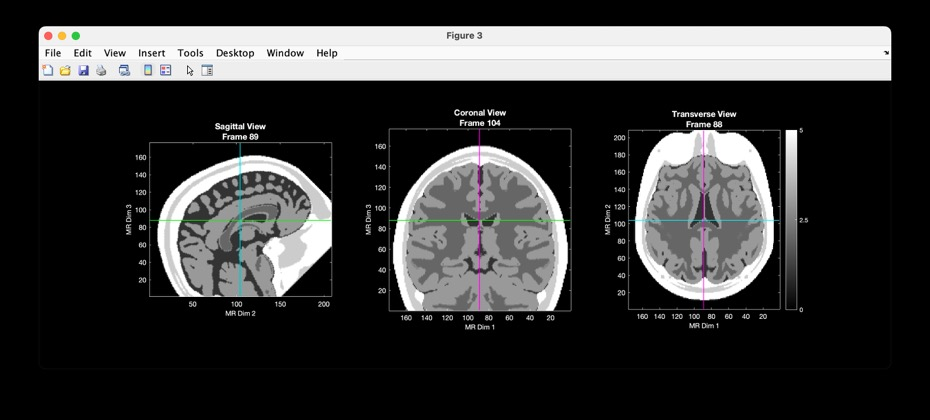 Figure 3
File Edit View Insert Tools Desktop Window Help
Sagittal View
Frame 89
MR Dim 3
160
140
120
100
80
60
40
20
50 100 150 200
MR Dim 2
Coronal View
Frame 104
MR Dim 3
160
140
120
100
80
60
40
20
160 140 120 100 80 60 40 20
MR Dim 1
Transverse View
Frame 88
MR Dim 2
200
180
160
140
120
100
80
60
40
20
160 140 120 100 80 60 40 20
MR Dim 1
5
2.5
0